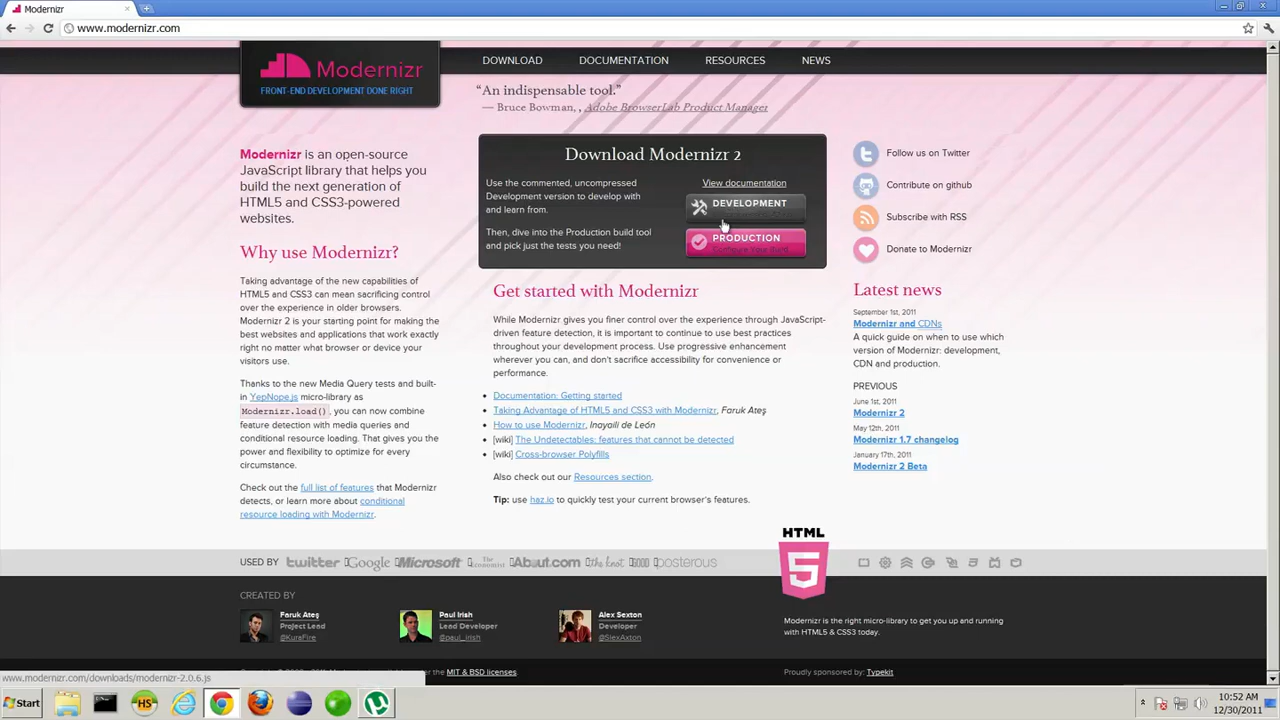 Modernizr
www.modernizr.com
Modernizr
FRONT-END DEVELOPMENT DONE RIGHT
DOWNLOAD
DOCUMENTATION
RESOURCES
NEWS
“An indispensable tool.”
— Bruce Bowman, , Adobe BrowserLab Product Manager
Modernizr is an open-source
JavaScript library that helps you
build the next generation of
HTML5 and CSS3-powered
websites.
Why use Modernizr?
Taking advantage of the new capabilities of
HTML5 and CSS3 can mean sacrificing control
over the experience in older browsers.
Modernizr 2 is your starting point for making the
best websites and applications that work exactly
right no matter what browser or device your
visitors use.
Thanks to the new Media Query tests and built-
in YepNope.js micro-library as
Modernizr.load(), you can now combine
feature detection with media queries and
conditional resource loading. That gives you the
power and flexibility to optimize for every
circumstance.
Check out the full list of features that Modernizr
detects, or learn more about conditional
resource loading with Modernizr.
Download Modernizr 2
Use the commented, uncompressed
Development version to develop with
and learn from.
Then, dive into the Production build tool
and pick just the tests you need!
View documentation
DEVELOPMENT
PRODUCTION
Configure Your Build
Get started with Modernizr
While Modernizr gives you finer control over the experience through JavaScript-
driven feature detection, it is important to continue to use best practices
throughout your development process. Use progressive enhancement
wherever you can, and don't sacrifice accessibility for convenience or
performance.
Documentation: Getting started
Taking Advantage of HTML5 and CSS3 with Modernizr, Faruk Ateş
How to use Modernizr, Inayaili de León
[wiki] The Undetectables: features that cannot be detected
[wiki] Cross-browser Polyfills
Also check out our Resources section.
Tip: use haz.io to quickly test your current browser's features.
Follow us on Twitter
Contribute on github
Subscribe with RSS
Donate to Modernizr
Latest news
September 1st, 2011
Modernizr and CDNs
A quick guide on when to use which
version of Modernizr: development,
CDN and production.
PREVIOUS
June 1st, 2011
Modernizr 2
May 12th, 2011
Modernizr 1.7 changelog
January 17th, 2011
Modernizr 2 Beta
USED BY
twitter
Google
Microsoft
The Economist
About.com
the knot
posterous
HTML
5
CREATED BY
Faruk Ateş
Project Lead
@KuraFire
Paul Irish
Lead Developer
@paul_irish
Alex Sexton
Developer
@SlexAxton
Modernizr is the right micro-library to get you up and running
with HTML5 & CSS3 today.
www.modernizr.com/downloads/modernizr-2.0.6.js
the MIT & BSD licenses.
Proudly sponsored by: Typekit
Start
HS
10:52 AM
12/30/2011